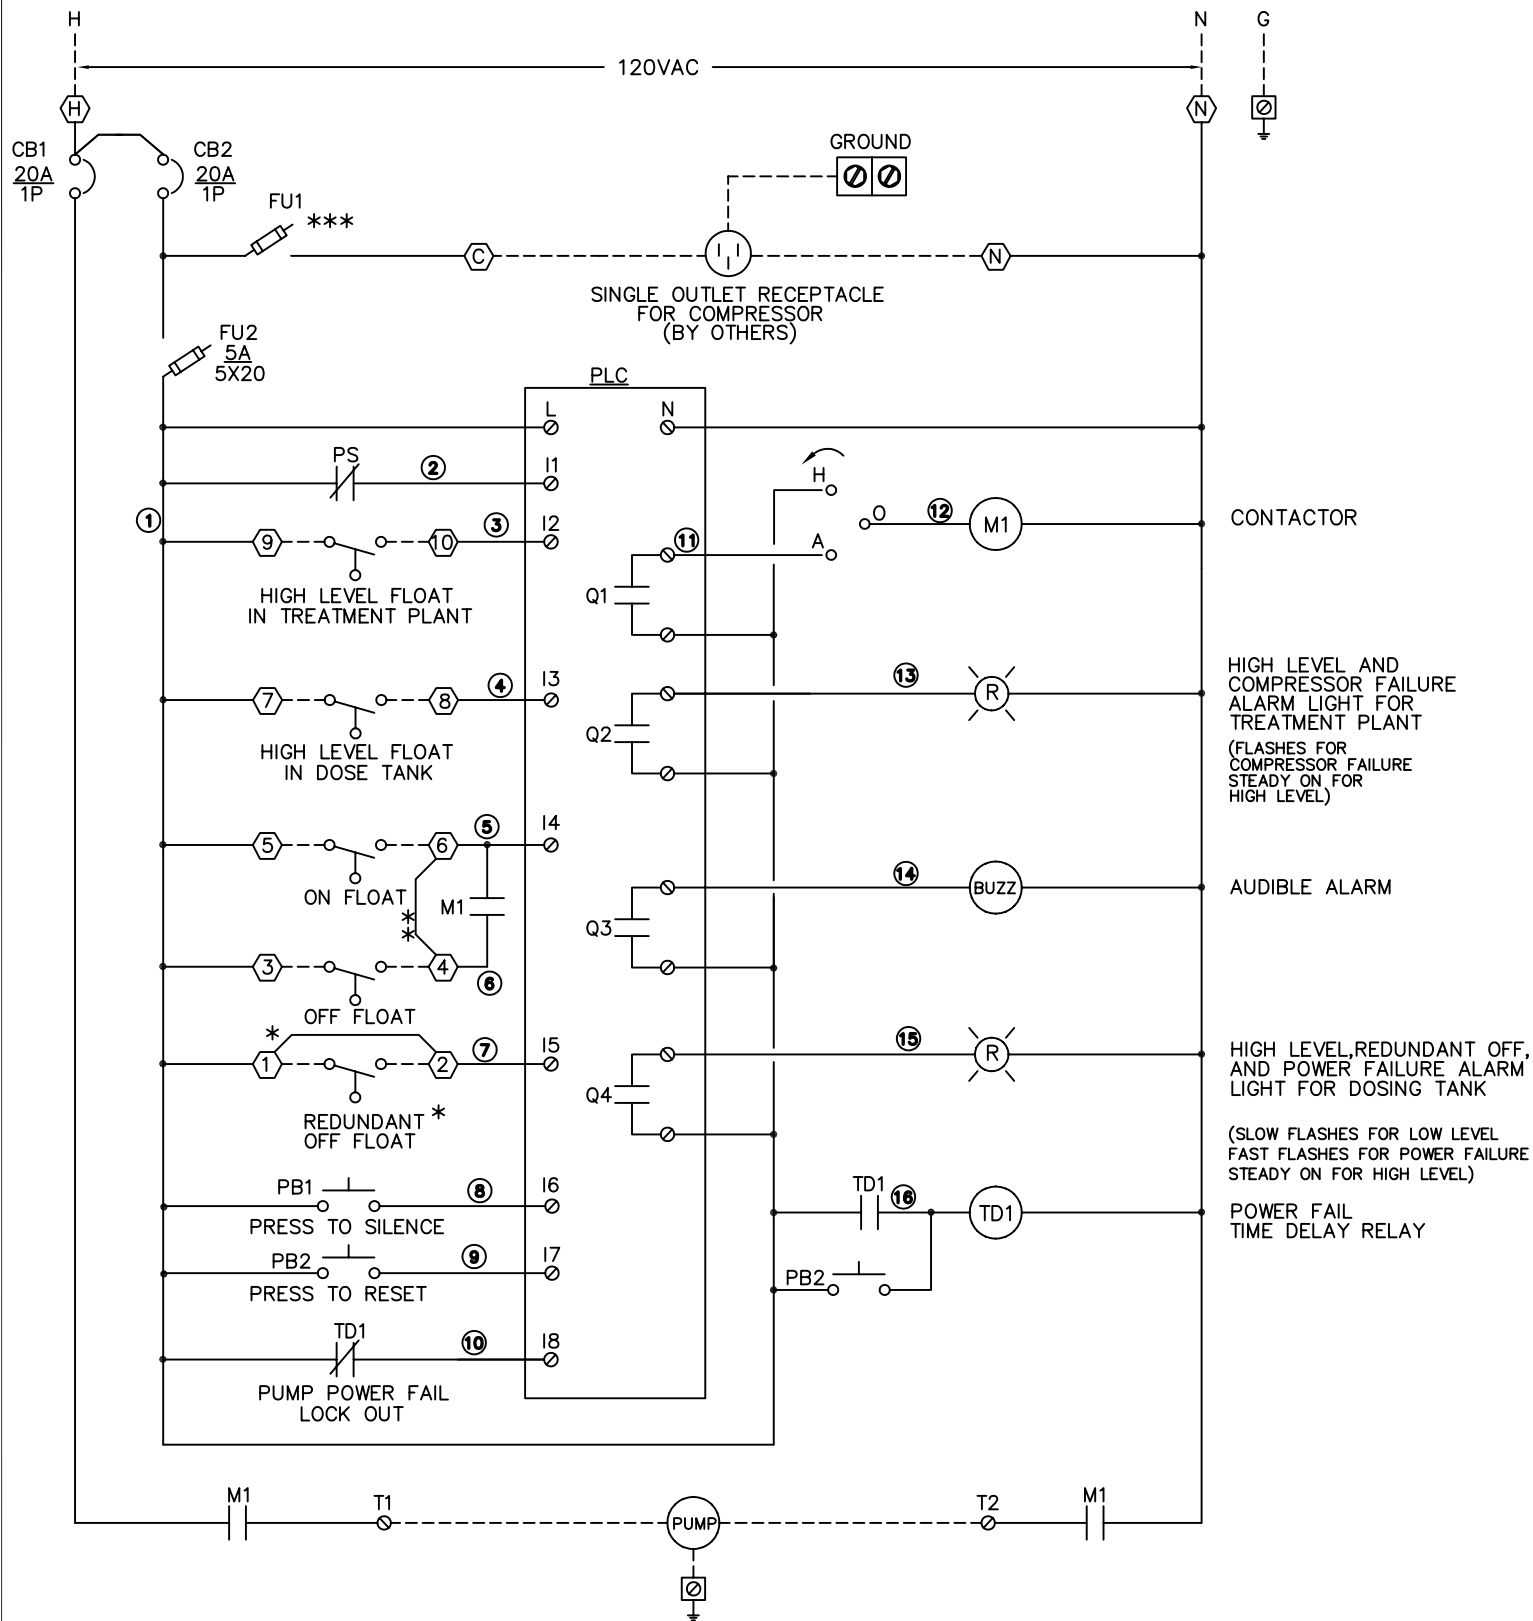 H
N
G
120VAC
H
N
CB1
20A
1P
CB2
20A
1P
GROUND
FU1
***
C
N
SINGLE OUTLET RECEPTACLE
FOR COMPRESSOR
(BY OTHERS)
FU2
5A
5X20
PLC
L
N
PS
2
I1
H
1
9
10
3
I2
HIGH LEVEL FLOAT
IN TREATMENT PLANT
11
A
O
12
M1
CONTACTOR
Q1
7
8
4
I3
HIGH LEVEL FLOAT
IN DOSE TANK
Q2
13
R
HIGH LEVEL AND
COMPRESSOR FAILURE
ALARM LIGHT FOR
TREATMENT PLANT
(FLASHES FOR
COMPRESSOR FAILURE
STEADY ON FOR
HIGH LEVEL)
5
6
5
I4
ON FLOAT
**
M1
Q3
14
BUZZ
AUDIBLE ALARM
3
4
6
OFF FLOAT
*
1
2
7
I5
REDUNDANT *
OFF FLOAT
Q4
15
R
HIGH LEVEL,REDUNDANT OFF,
AND POWER FAILURE ALARM
LIGHT FOR DOSING TANK
(SLOW FLASHES FOR LOW LEVEL
FAST FLASHES FOR POWER FAILURE
STEADY ON FOR HIGH LEVEL)
PB1
8
I6
PRESS TO SILENCE
TD1
16
TD1
POWER FAIL
TIME DELAY RELAY
PB2
9
I7
PRESS TO RESET
PB2
TD1
10
I8
PUMP POWER FAIL
LOCK OUT
M1
T1
PUMP
T2
M1